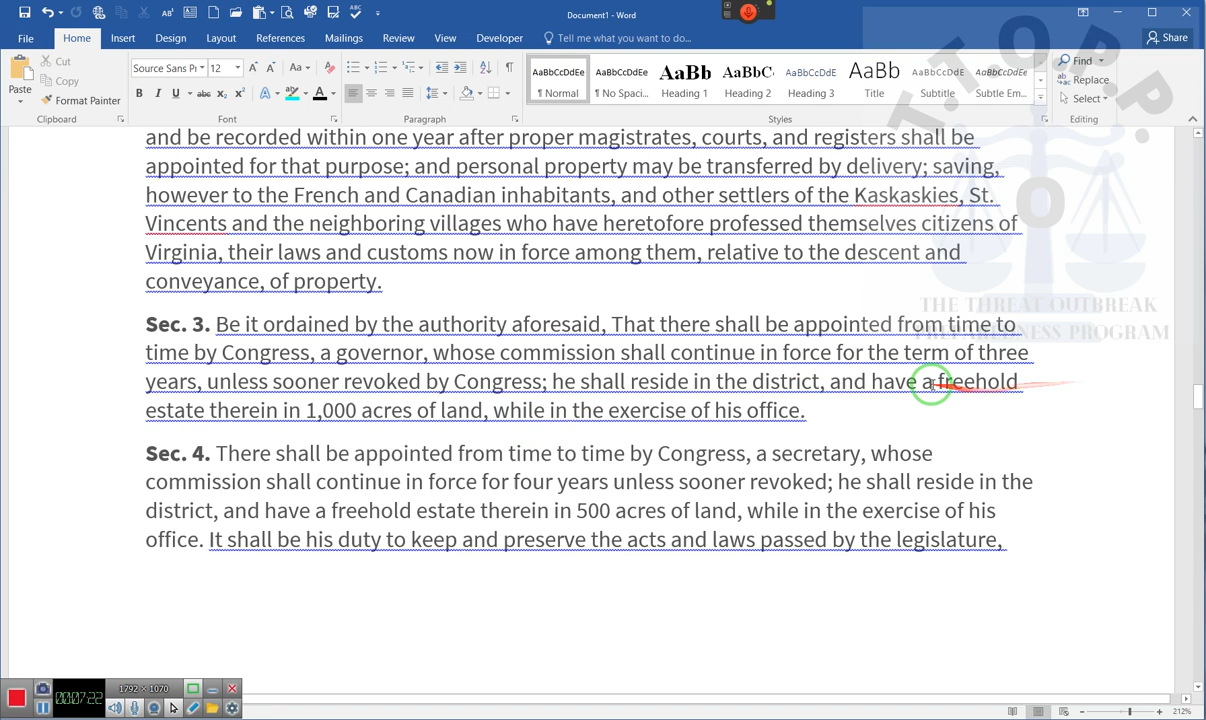 Document1 - Word
File
Home
Insert
Design
Layout
References
Mailings
Review
View
Developer
Tell me what you want to do...
Share
Paste
Cut
Copy
Format Painter
Clipboard
Source Sans Pr
12
Font
Paragraph
AaBbCcDdEe
¶ Normal
AaBbCcDdEe
¶ No Spaci...
AaBb
Heading 1
AaBbC
Heading 2
AaBbCcDdE
Heading 3
AaBb
Title
AaBbCcDdE
Subtitle
AaBbCcDdEe
Subtle Em...
Styles
Find
Replace
Select
Editing
T.T.O.P.P.
O
THE THREAT OUTBREAK
PREPAREDNESS PROGRAM
and be recorded within one year after proper magistrates, courts, and registers shall be
appointed for that purpose; and personal property may be transferred by delivery; saving,
however to the French and Canadian inhabitants, and other settlers of the Kaskaskies, St.
Vincents and the neighboring villages who have heretofore professed themselves citizens of
Virginia, their laws and customs now in force among them, relative to the descent and
conveyance, of property.
Sec. 3. Be it ordained by the authority aforesaid, That there shall be appointed from time to
time by Congress, a governor, whose commission shall continue in force for the term of three
years, unless sooner revoked by Congress; he shall reside in the district, and have a freehold
estate therein in 1,000 acres of land, while in the exercise of his office.
Sec. 4. There shall be appointed from time to time by Congress, a secretary, whose
commission shall continue in force for four years unless sooner revoked; he shall reside in the
district, and have a freehold estate therein in 500 acres of land, while in the exercise of his
office. It shall be his duty to keep and preserve the acts and laws passed by the legislature,
00:07:22
1792 × 1070
212%